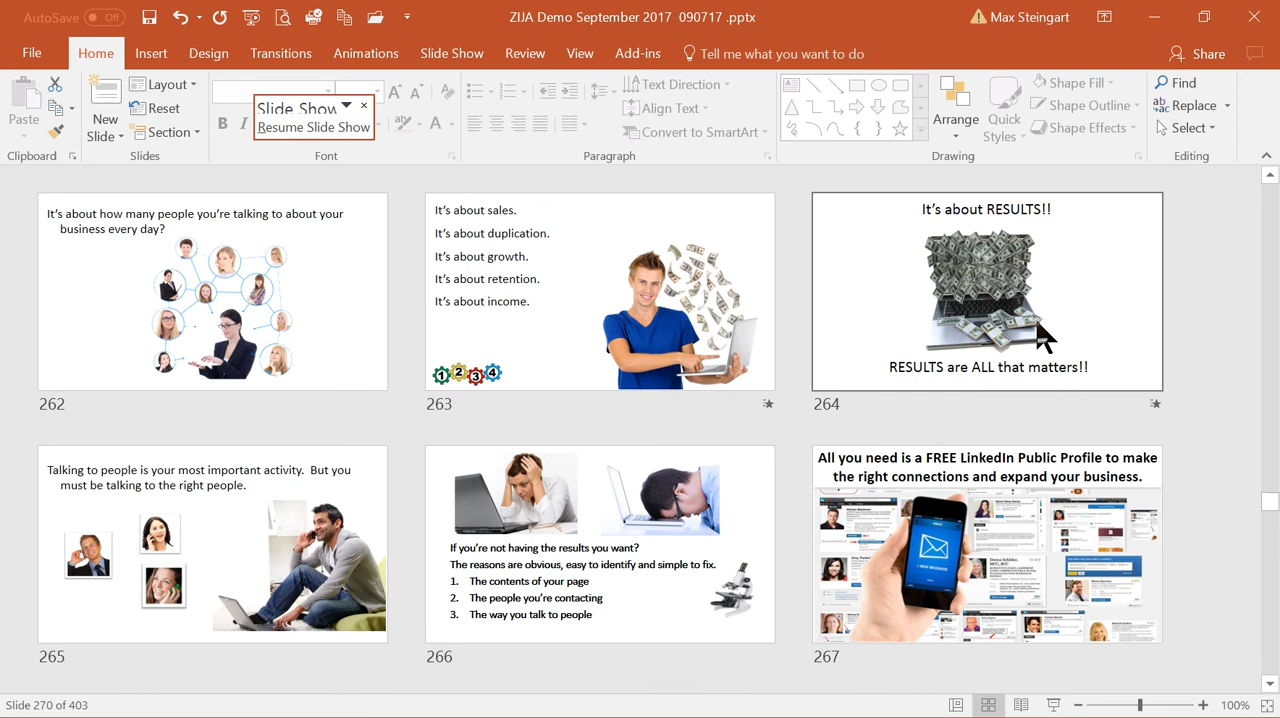 AutoSave Off
ZIJA Demo September 2017 090717 .pptx
Max Steingart
File Home Insert Design Transitions Animations Slide Show Review View Add-ins Tell me what you want to do
Share
Paste
New Slide
Layout
Reset
Section
Slide Show
Resume Slide Show
B I
A A
Text Direction
Align Text
Convert to SmartArt
Arrange
Quick Styles
Shape Fill
Shape Outline
Shape Effects
Find
Replace
Select
Clipboard Slides Font Paragraph Drawing Editing
It's about how many people you're talking to about your
business every day?
262
It's about sales.
It's about duplication.
It's about growth.
It's about retention.
It's about income.
1 2 3 4
263
It's about RESULTS!!
RESULTS are ALL that matters!!
264
Talking to people is your most important activity. But you
must be talking to the right people.
265
If you're not having the results you want?
The reasons are obvious, easy to identify and simple to fix.
1. The contents of your page
2. The people you're contacting
3. The way you talk to people
266
All you need is a FREE LinkedIn Public Profile to make
the right connections and expand your business.
1 NEW MESSAGE
267
Slide 270 of 403
100%